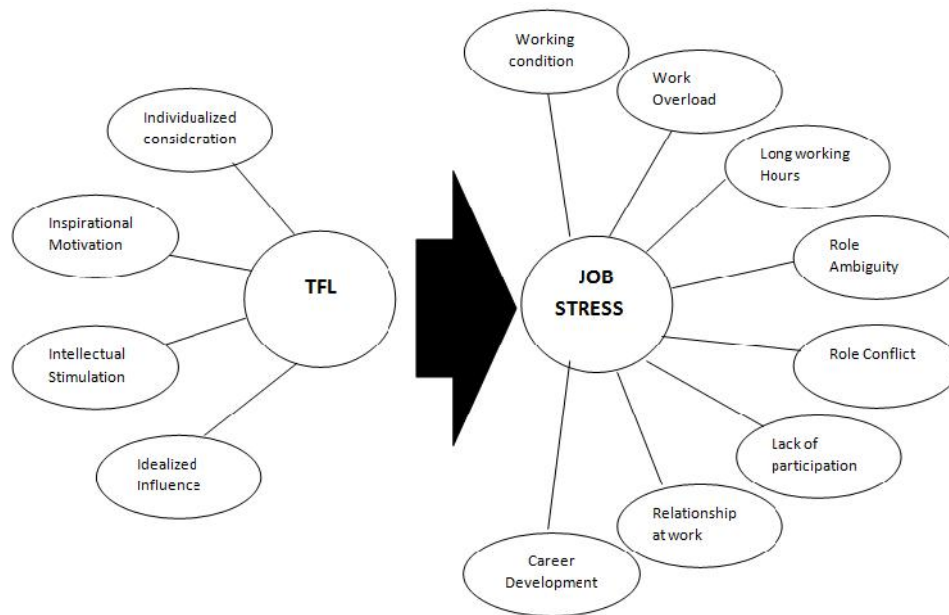 Individualized
consideration
Inspirational
Motivation
TFL
Intellectual
Stimulation
Idealized
Influence
Working
condition
Work
Overload
Long working
Hours
Role
Ambiguity
JOB
STRESS
Role Conflict
Lack of
participation
Relationship
at work
Career
Development